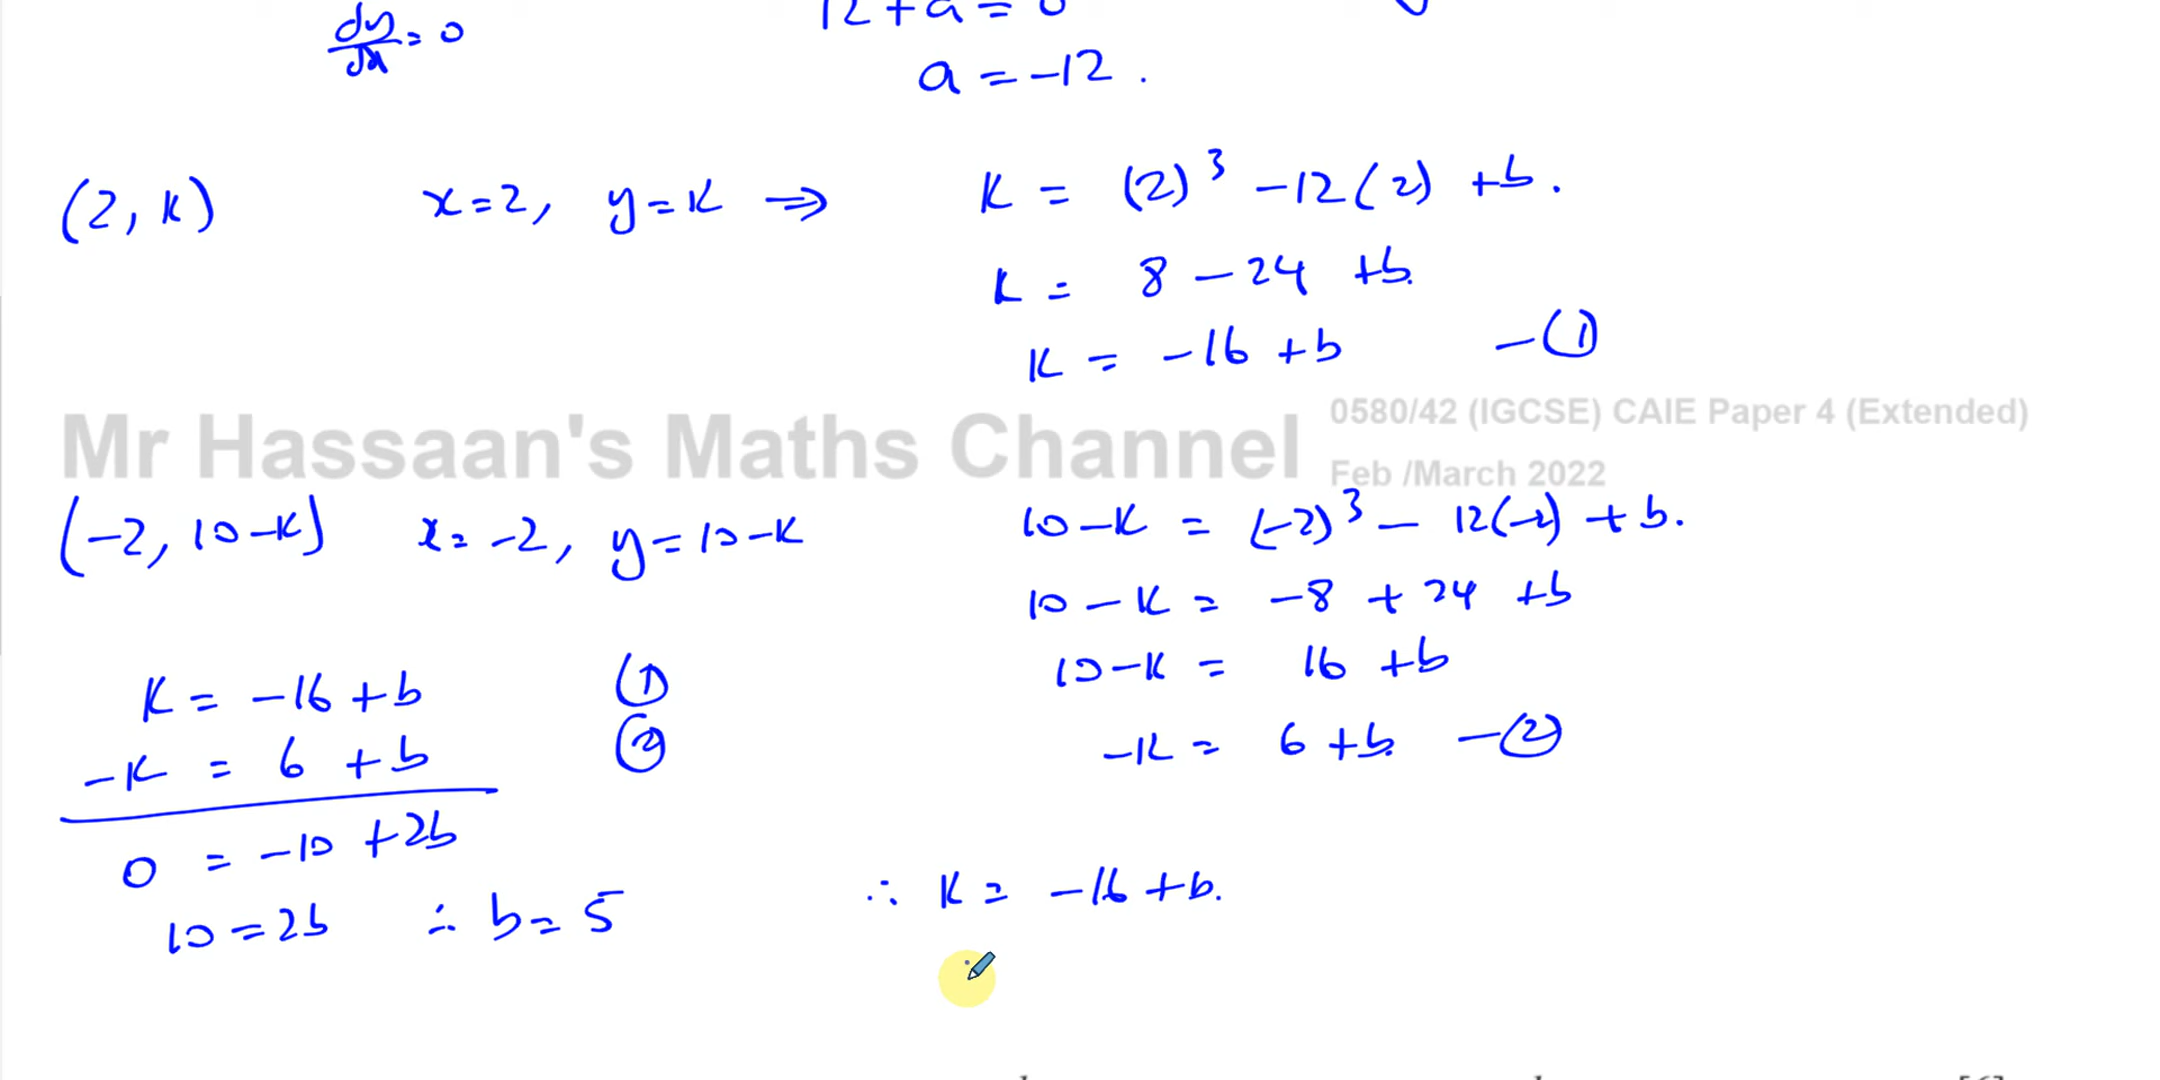 dy/dx = 0
12 + a = 0
a = -12.
(2, k) x = 2, y = k ⇒ k = (2)³ - 12(2) + b.
k = 8 - 24 + b.
k = -16 + b - (1)
Mr Hassaan's Maths Channel
0580/42 (IGCSE) CAIE Paper 4 (Extended)
Feb /March 2022
(-2, 10-k) x = -2, y = 10-k
10-k = (-2)³ - 12(-2) + b.
10 - k = -8 + 24 + b
10-k = 16 + b
-k = 6 + b. - (2)
k = -16 + b (1)
-k = 6 + b (2)
0 = -10 + 2b
10 = 2b ∴ b = 5
∴ k = -16 + b.